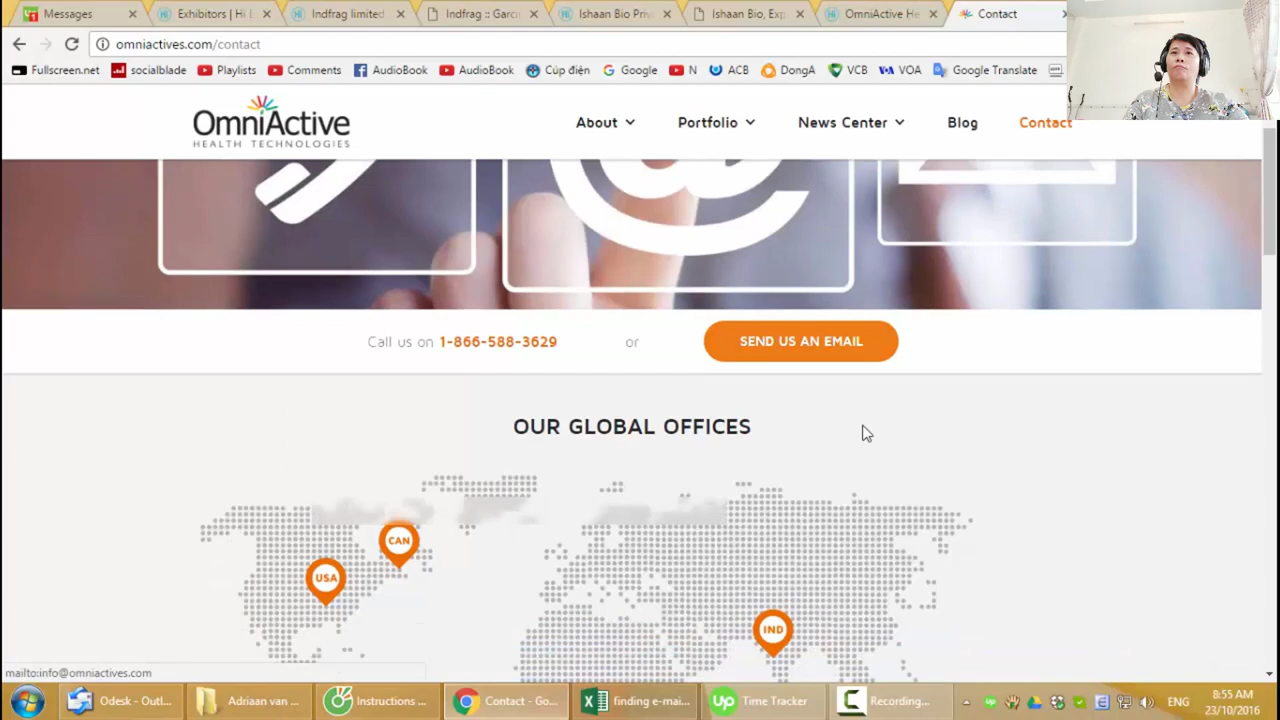 Messages
Exhibitors | Hi
Indfrag limited
Indfrag :: Garc
Ishaan Bio Priv
Ishaan Bio, Exp
OmniActive He
Contact
omniactives.com/contact
Fullscreen.net
socialblade
Playlists
Comments
AudioBook
AudeoBook
Cúp điện
Google
N
ACB
DongA
VCB
VOA
Google Translate
OmniActive
HEALTH TECHNOLOGIES
About
Portfolio
News Center
Blog
Contact
Call us on 1-866-588-3629
or
SEND US AN EMAIL
OUR GLOBAL OFFICES
CAN
USA
IND
mailto:info@omniactives.com
Odesk - Outl...
Adriaan van ...
Instructions ...
Contact - Go...
finding e-mai...
Up Time Tracker
Recording...
ENG
8:55 AM
23/10/2016